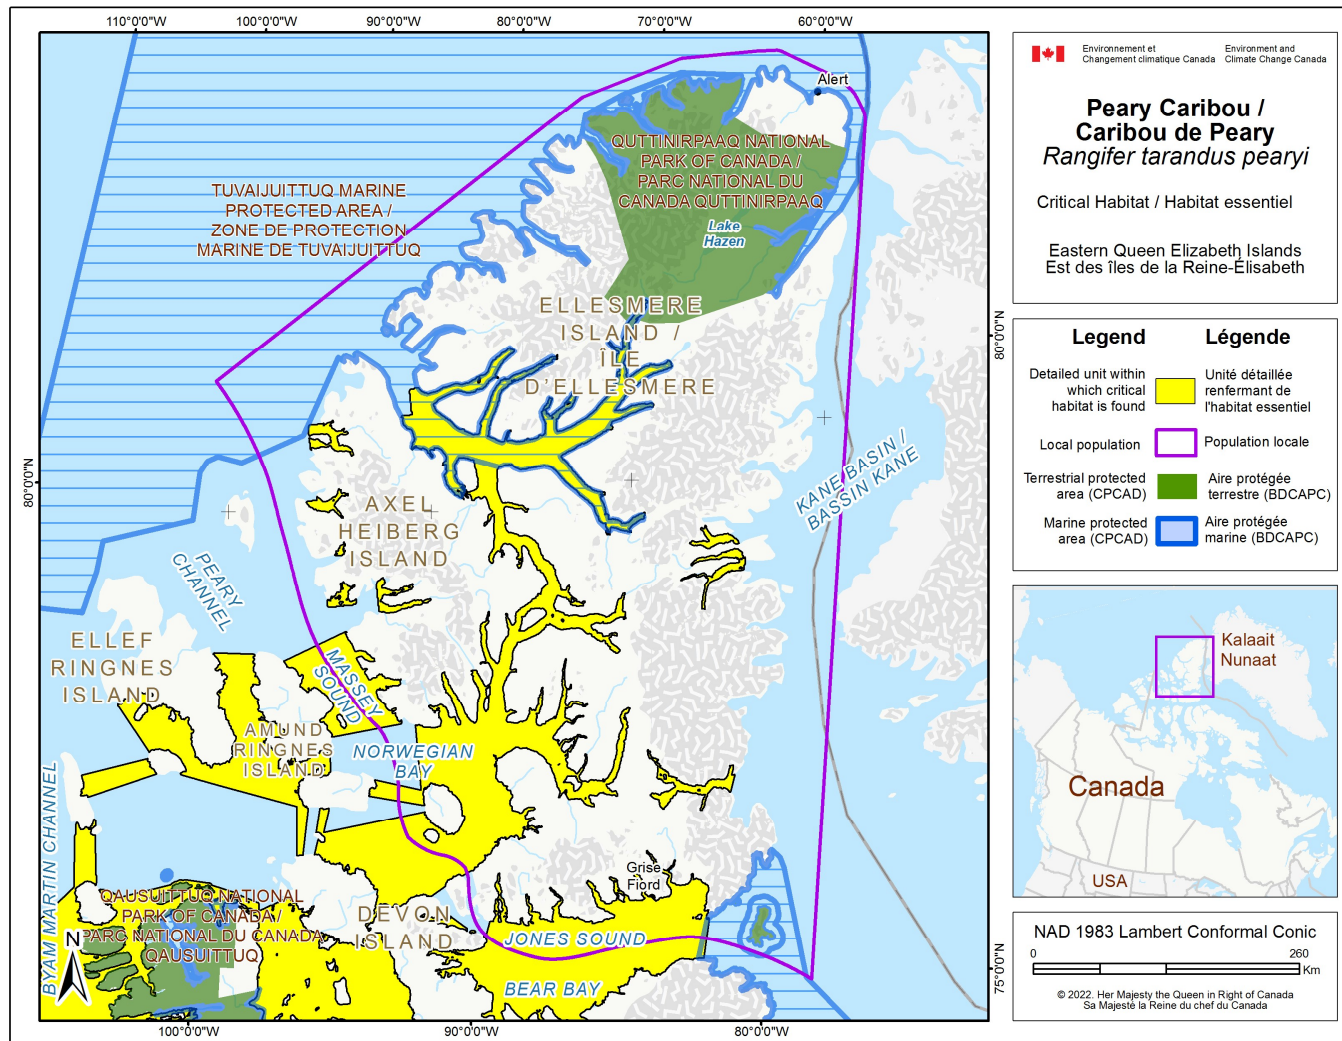 110°0'0"W
100°0'0"W
90°0'0"W
80°0'0"W
70°0'0"W
60°0'0"W
Alert
QUTTINIRPAAQ NATIONAL
PARK OF CANADA /
PARC NATIONAL DU
CANADA QUTTINIRPAAQ
Lake
Hazen
TUVAIJUITTUQ MARINE
PROTECTED AREA /
ZONE DE PROTECTION
MARINE DE TUVAIJUITTUQ
ELLESMERE
ISLAND /
ÎLE
D'ELLESMERE
80°0'0"N
80°0'0"N
KANE BASIN /
BASSIN KANE
AXEL
HEIBERG
ISLAND
PEARY
CHANNEL
ELLEF
RINGNES
ISLAND
MASSEY
SOUND
AMUND
RINGNES
ISLAND
NORWEGIAN
BAY
BYAM MARTIN CHANNEL
Grise
Fiord
QAUSUITTUQ NATIONAL
PARK OF CANADA /
PARC NATIONAL DU CANADA
QAUSUITTUQ
DEVON
ISLAND
JONES SOUND
BEAR BAY
N
75°0'0"N
100°0'0"W
90°0'0"W
80°0'0"W
Environnement et
Changement climatique Canada
Environment and
Climate Change Canada
Peary Caribou /
Caribou de Peary
Rangifer tarandus pearyi
Critical Habitat / Habitat essentiel
Eastern Queen Elizabeth Islands
Est des îles de la Reine-Élisabeth
Legend
Légende
Detailed unit within
which critical
habitat is found
Unité détaillée
renfermant de
l'habitat essentiel
Local population
Population locale
Terrestrial protected
area (CPCAD)
Aire protégée
terrestre (BDCAPC)
Marine protected
area (CPCAD)
Aire protégée
marine (BDCAPC)
Kalaait
Nunaat
Canada
USA
NAD 1983 Lambert Conformal Conic
0
260
Km
© 2022. Her Majesty the Queen in Right of Canada
Sa Majesté la Reine du chef du Canada